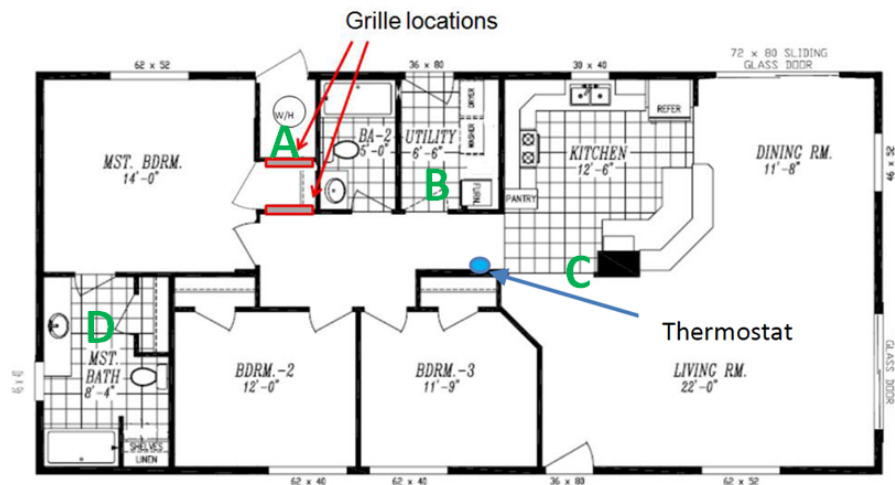 Grille locations
62 x 52
36 x 80
30 x 40
72 x 80 SLIDING
GLASS DOOR
W/H
A
BA-2
5'-0"
UTILITY
6'-6"
DRYER
WASHER
FURN.
B
REFER
KITCHEN
12'-6"
PANTRY
DINING RM.
11'-8"
46 x 52
MST. BDRM.
14'-0"
C
Thermostat
D
MST.
BATH
8'-4"
SHELVES
LINEN
BDRM.-2
12'-0"
BDRM.-3
11'-9"
LIVING RM.
22'-0"
GLASS DOOR
62 x 40
62 x 40
36 x 80
62 x 52